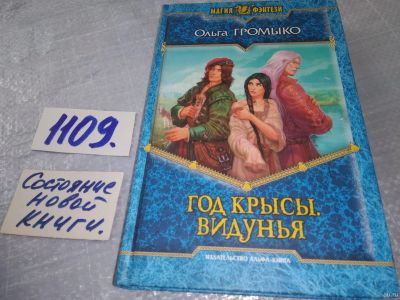 МАГИЯ ФЭНТЕЗИ
Ольга ГРОМЫКО
1109.
Состояние
новой
книги.
ГОД КРЫСЫ.
ВИДУНЬЯ
ИЗДАТЕЛЬСТВО АЛЬФА-КНИГА